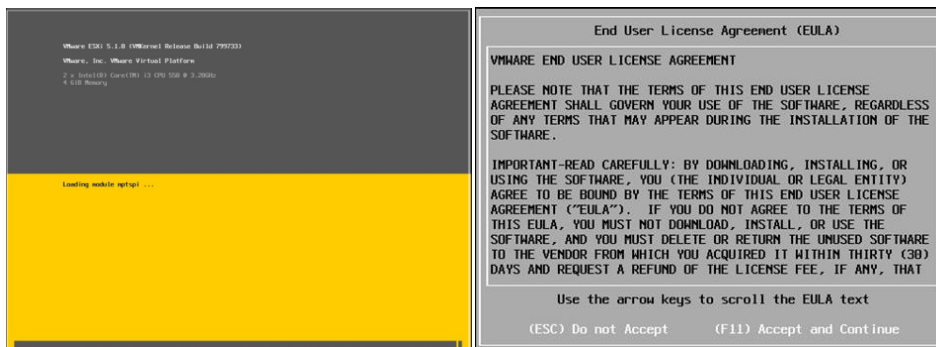 VMware ESXi 5.1.0 (VMKernel Release Build 799733)
VMware, Inc. VMware Virtual Platform
2 x Intel(R) Core(TM) i3 CPU 550 @ 3.20GHz
4 GiB Memory
Loading module mptspi ...
End User License Agreement (EULA)
VMWARE END USER LICENSE AGREEMENT
PLEASE NOTE THAT THE TERMS OF THIS END USER LICENSE
AGREEMENT SHALL GOVERN YOUR USE OF THE SOFTWARE, REGARDLESS
OF ANY TERMS THAT MAY APPEAR DURING THE INSTALLATION OF THE
SOFTWARE.
IMPORTANT-READ CAREFULLY: BY DOWNLOADING, INSTALLING, OR
USING THE SOFTWARE, YOU (THE INDIVIDUAL OR LEGAL ENTITY)
AGREE TO BE BOUND BY THE TERMS OF THIS END USER LICENSE
AGREEMENT ("EULA"). IF YOU DO NOT AGREE TO THE TERMS OF
THIS EULA, YOU MUST NOT DOWNLOAD, INSTALL, OR USE THE
SOFTWARE, AND YOU MUST DELETE OR RETURN THE UNUSED SOFTWARE
TO THE VENDOR FROM WHICH YOU ACQUIRED IT WITHIN THIRTY (30)
DAYS AND REQUEST A REFUND OF THE LICENSE FEE, IF ANY, THAT
Use the arrow keys to scroll the EULA text
(ESC) Do not Accept (F11) Accept and Continue